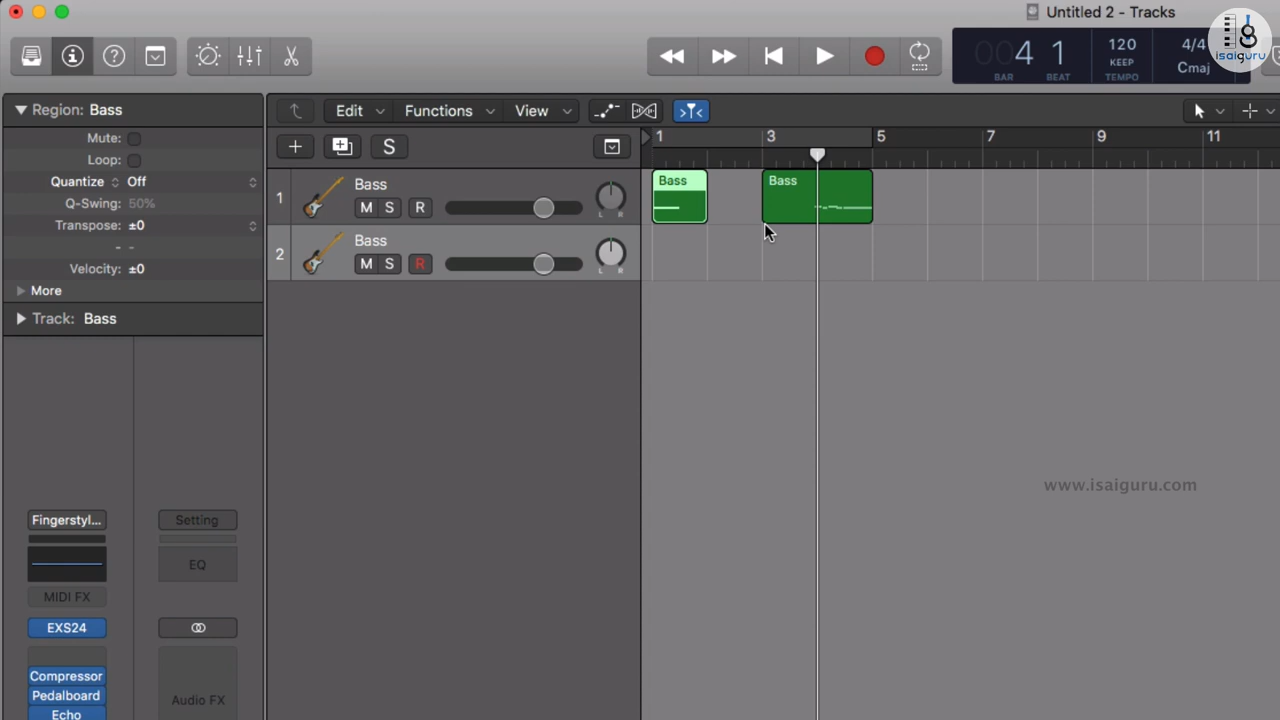 Untitled 2 - Tracks
isaiguru
004 1
BAR BEAT
120
KEEP
TEMPO
4/4
Cmaj
Region: Bass
Mute:
Loop:
Quantize Off
Q-Swing: 50%
Transpose: ±0
- -
Velocity: ±0
More
Track: Bass
Edit Functions View
+ S
1 3 5 7 9 11
1 Bass
M S R
L R
2 Bass
M S R
L R
Bass Bass
www.isaiguru.com
Fingerstyl... Setting
EQ
MIDI FX
EXS24
Compressor
Pedalboard
Audio FX
Echo